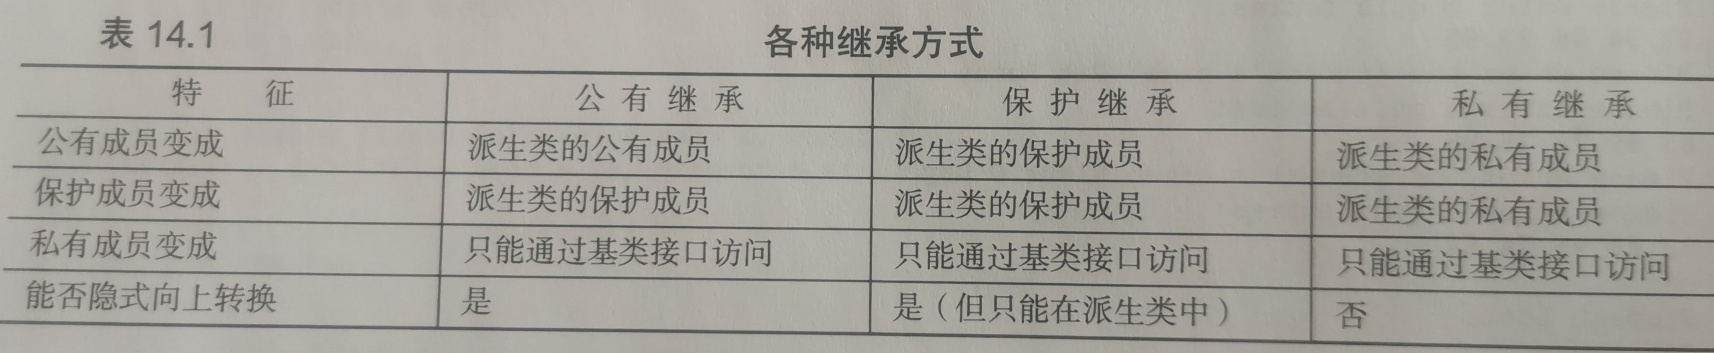 表 14.1
各种继承方式
特 征 公有继承 保护继承 私有继承
公有成员变成 派生类的公有成员 派生类的保护成员 派生类的私有成员
保护成员变成 派生类的保护成员 派生类的保护成员 派生类的私有成员
私有成员变成 只能通过基类接口访问 只能通过基类接口访问 只能通过基类接口访问
能否隐式向上转换 是 是（但只能在派生类中） 否